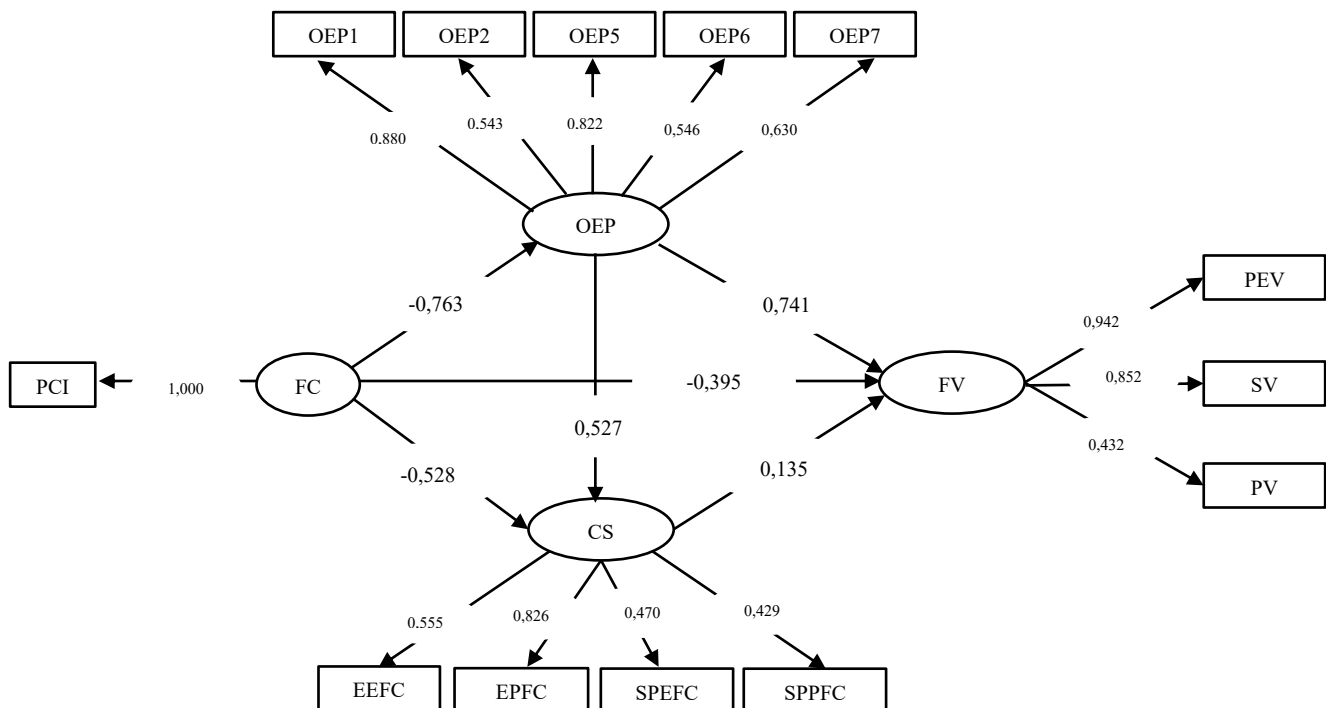 OEP1 OEP2 OEP5 OEP6 OEP7
0.880 0.543 0.822 0,546 0,630
OEP
-0,763 0,741
PEV
0,942
PCI 1,000 FC -0,395 FV 0,852 SV
0,527
-0,528 0,135
0,432
PV
CS
0.555 0,826 0,470 0,429
EEFC EPFC SPEFC SPPFC